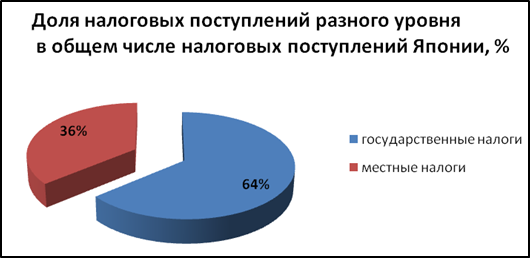 Доля налоговых поступлений разного уровня
в общем числе налоговых поступлений Японии, %
36%
64%
государственные налоги
местные налоги